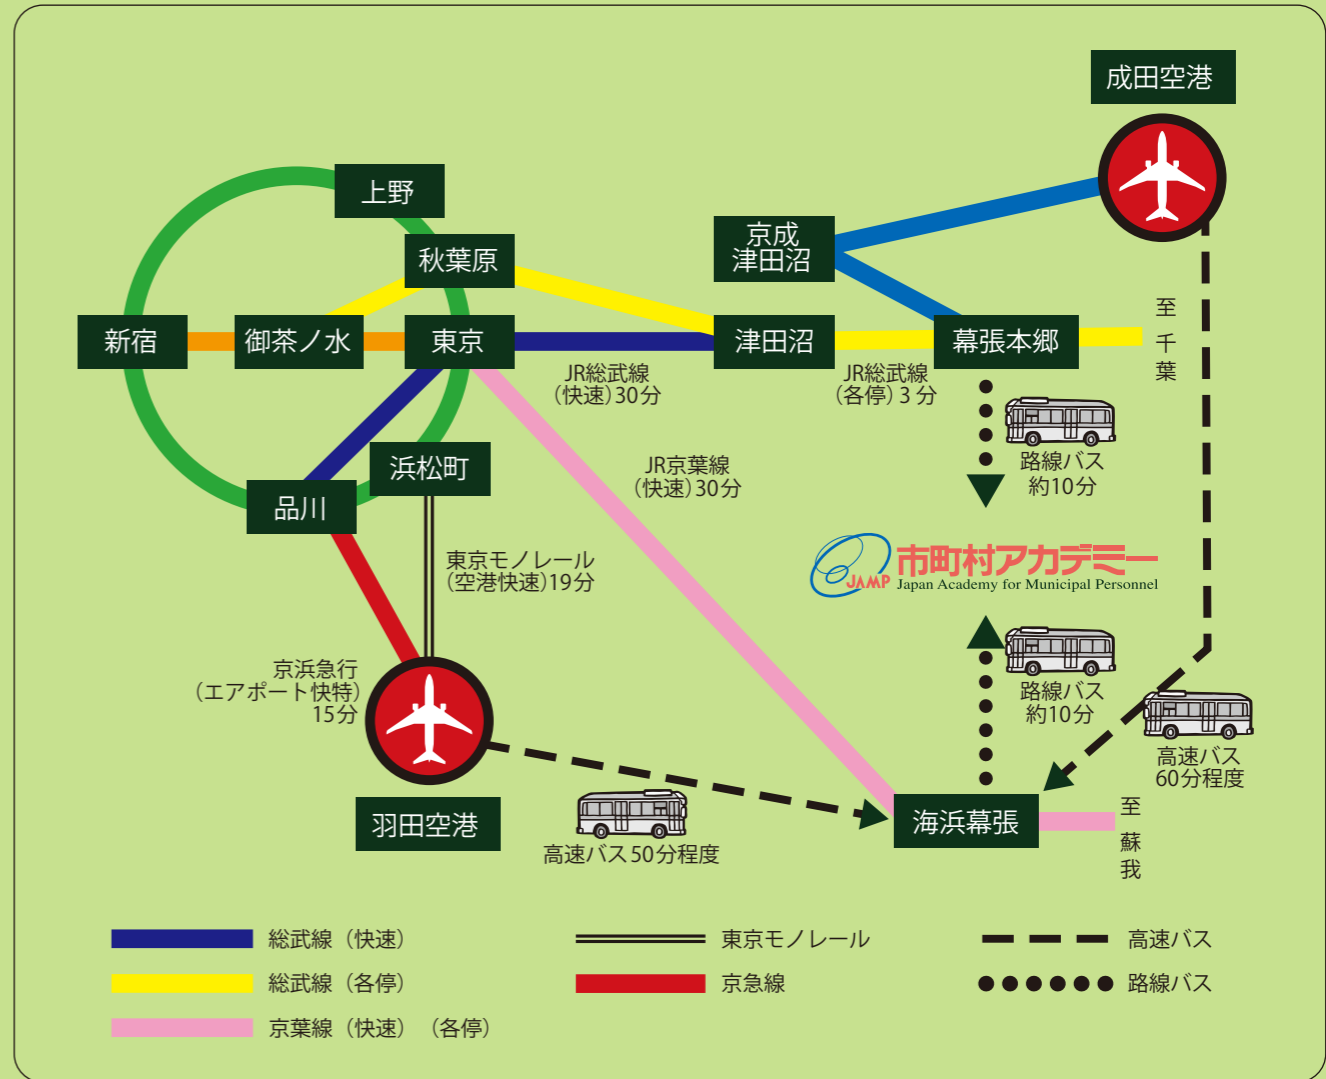 成田空港
上野
京成
津田沼
秋葉原
至
千
葉
新宿
御茶ノ水
東京
津田沼
幕張本郷
JR総武線
(快速)30分
JR総武線
(各停)3分
浜松町
JR京葉線
(快速)30分
路線バス
約10分
品川
東京モノレール
(空港快速)19分
JAMP
市町村アカデミー
Japan Academy for Municipal Personnel
京浜急行
(エアポート快特)
15分
路線バス
約10分
高速バス
60分程度
羽田空港
高速バス50分程度
海浜幕張
至
蘇
我
総武線(快速)
東京モノレール
高速バス
総武線(各停)
京急線
路線バス
京葉線(快速)(各停)